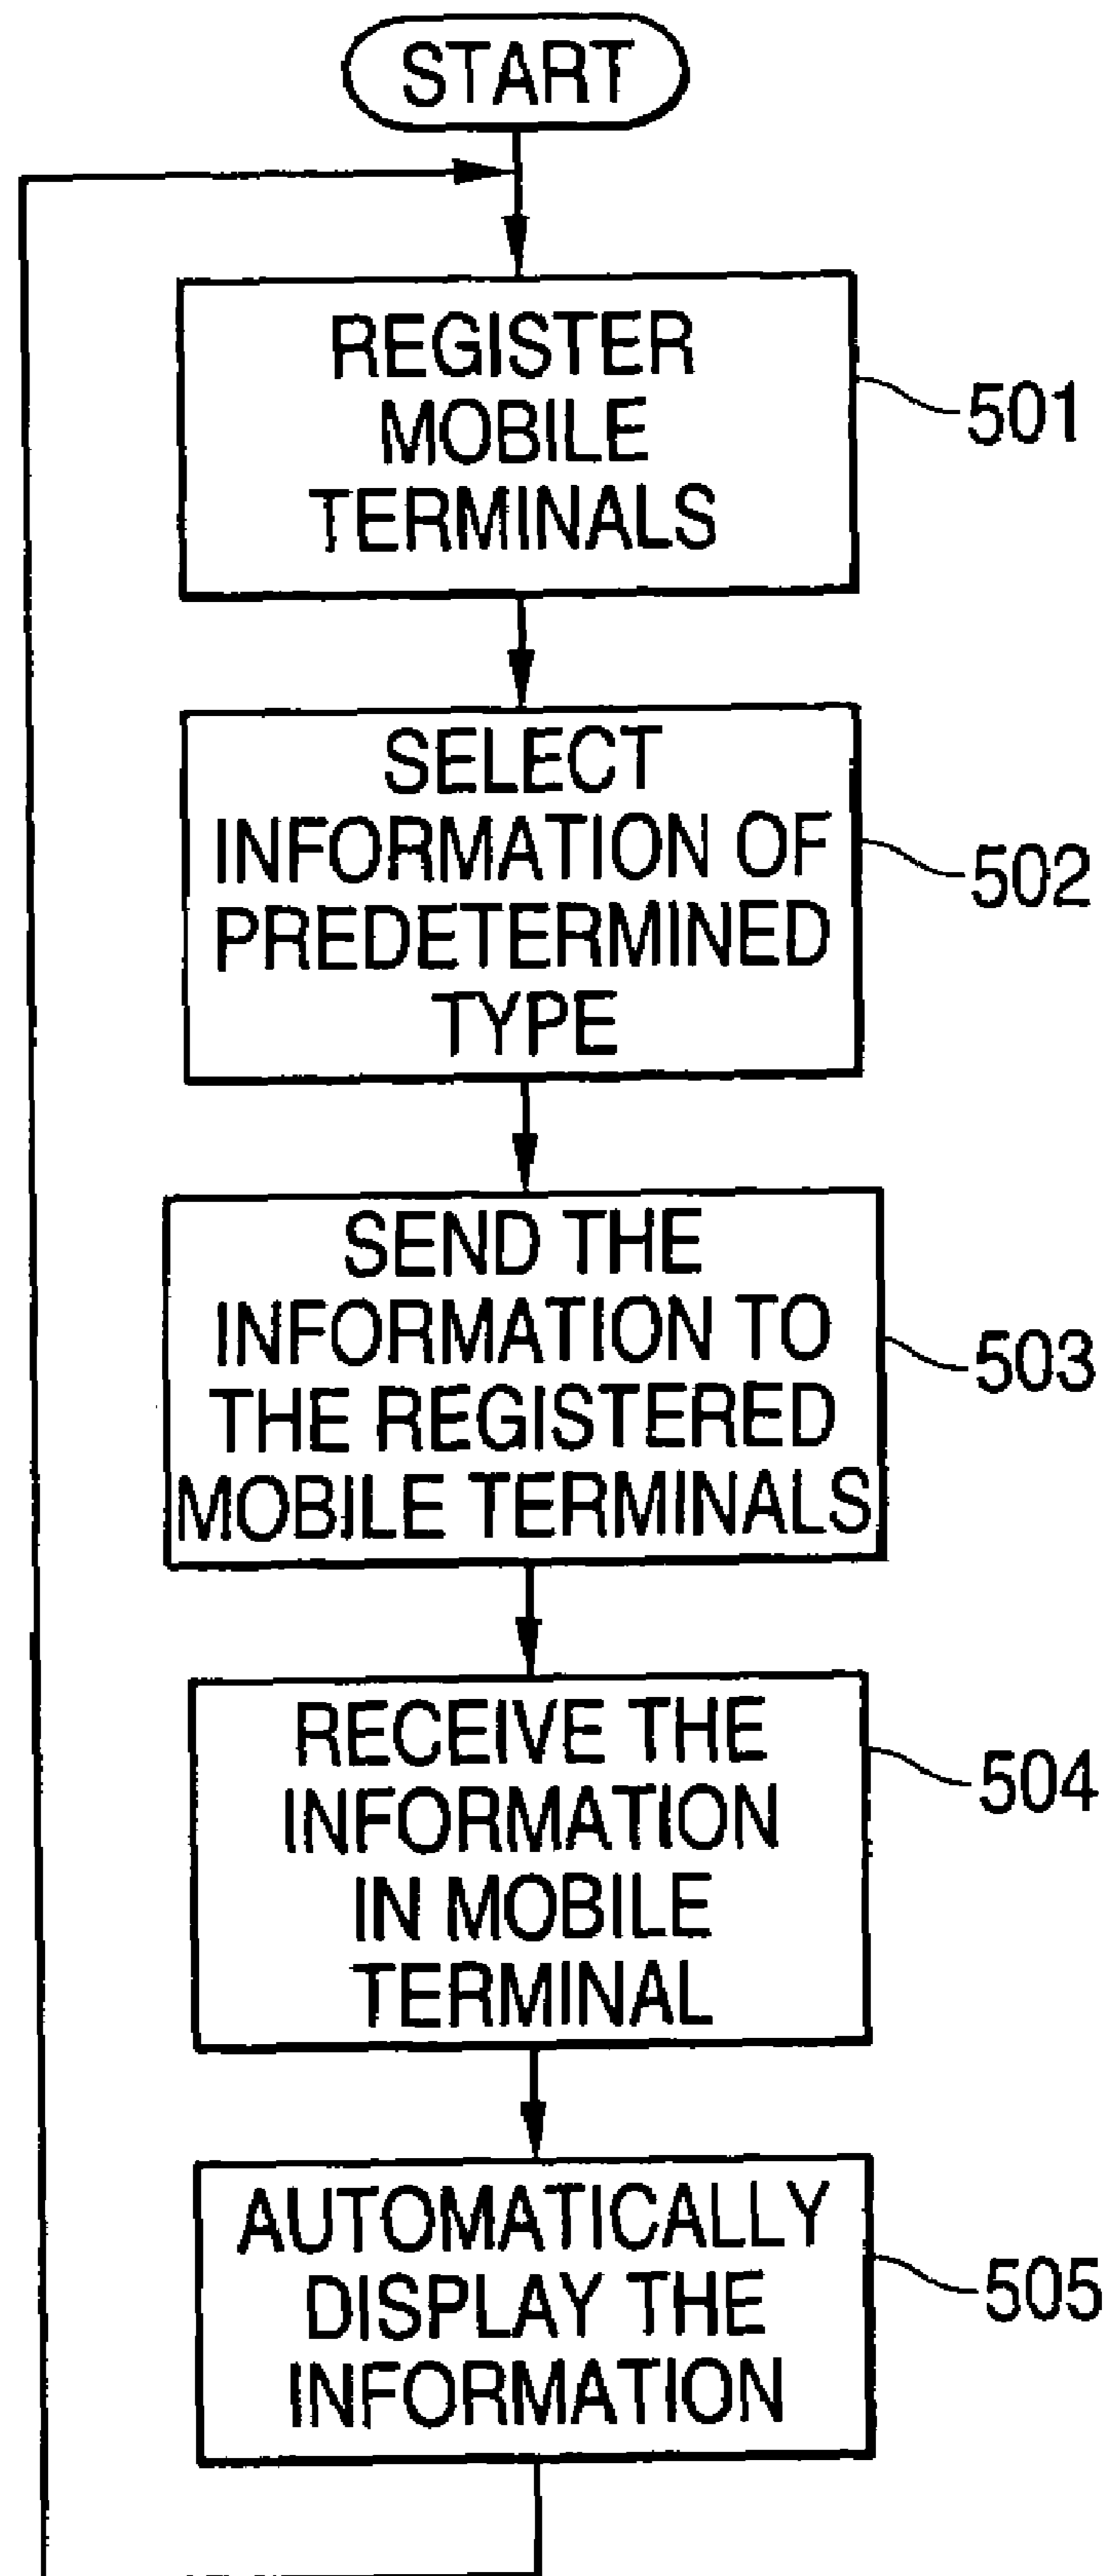 START
REGISTER
MOBILE
TERMINALS
501
SELECT
INFORMATION OF
PREDETERMINED
TYPE
502
SEND THE
INFORMATION TO
THE REGISTERED
MOBILE TERMINALS
503
RECEIVE THE
INFORMATION
IN MOBILE
TERMINAL
504
AUTOMATICALLY
DISPLAY THE
INFORMATION
505